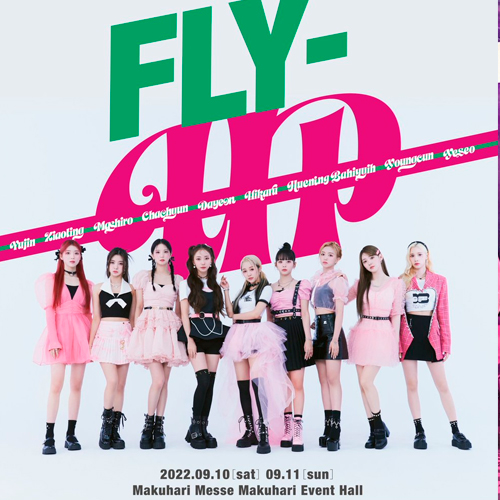 FLY-
up
Yujin Xiaoting Mashiro Chaehyun Dayeon Hikaru Huening Bahiyyih Youngeun Yeseo
2022.09.10[sat] 09.11[sun]
Makuhari Messe Makuhari Event Hall